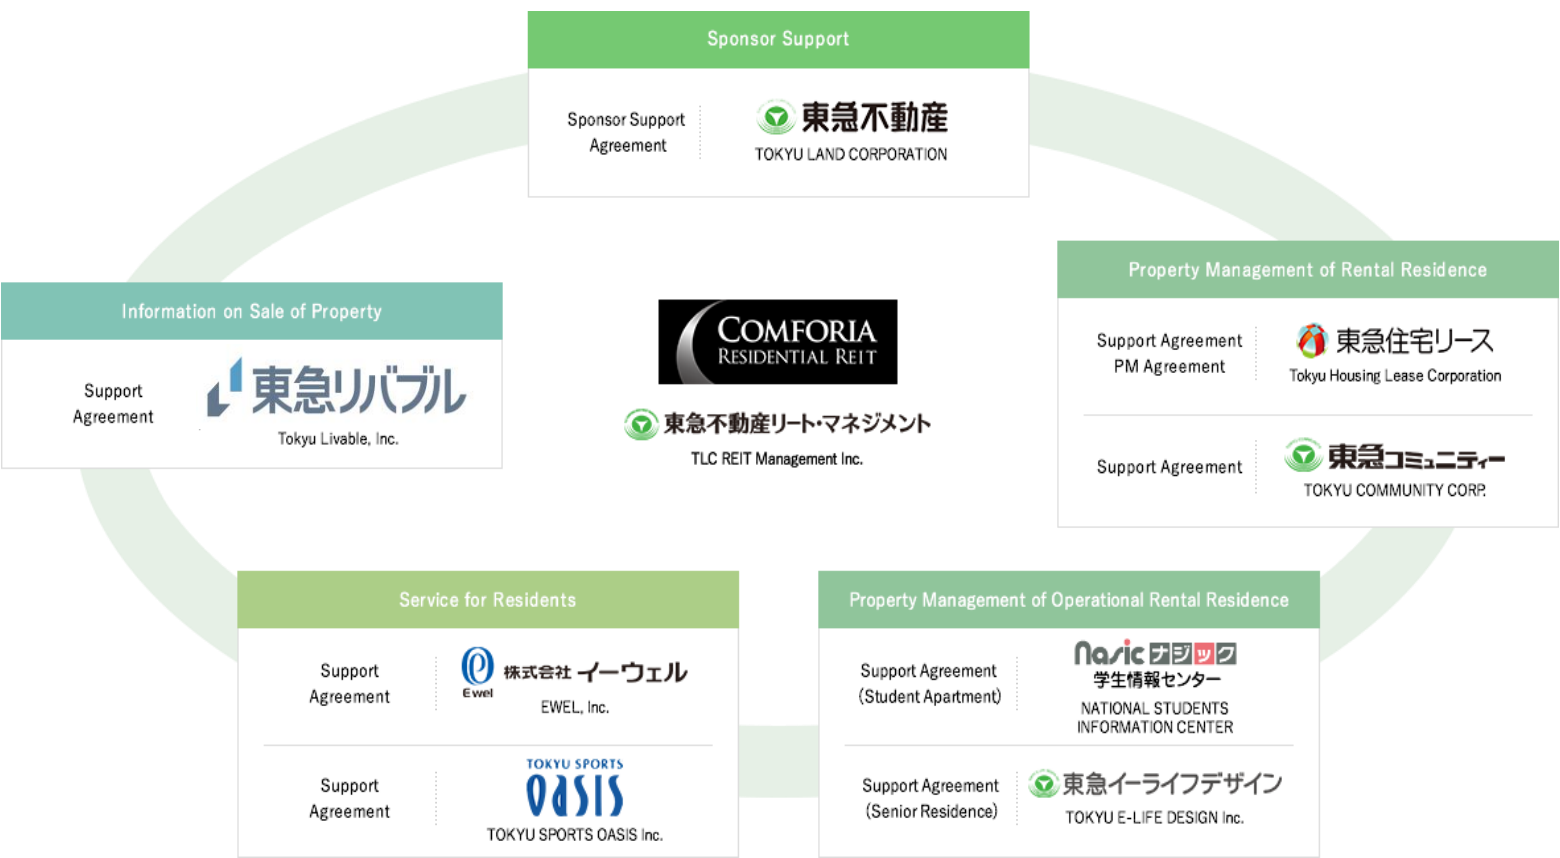 Sponsor Support
Sponsor Support
Agreement
東急不動産
TOKYU LAND CORPORATION
Information on Sale of Property
Support
Agreement
東急リバブル
Tokyu Livable, Inc.
COMFORIA
RESIDENTIAL REIT
東急不動産リート・マネジメント
TLC REIT Management Inc.
Property Management of Rental Residence
Support Agreement
PM Agreement
東急住宅リース
Tokyu Housing Lease Corporation
Support Agreement
東急コミュニティー
TOKYU COMMUNITY CORP.
Service for Residents
Support
Agreement
Ewel
株式会社 イーウェル
EWEL, Inc.
Support
Agreement
TOKYU SPORTS
OASIS
TOKYU SPORTS OASIS Inc.
Property Management of Operational Rental Residence
Support Agreement
(Student Apartment)
nasic ナジック
学生情報センター
NATIONAL STUDENTS
INFORMATION CENTER
Support Agreement
(Senior Residence)
東急イーライフデザイン
TOKYU E-LIFE DESIGN Inc.